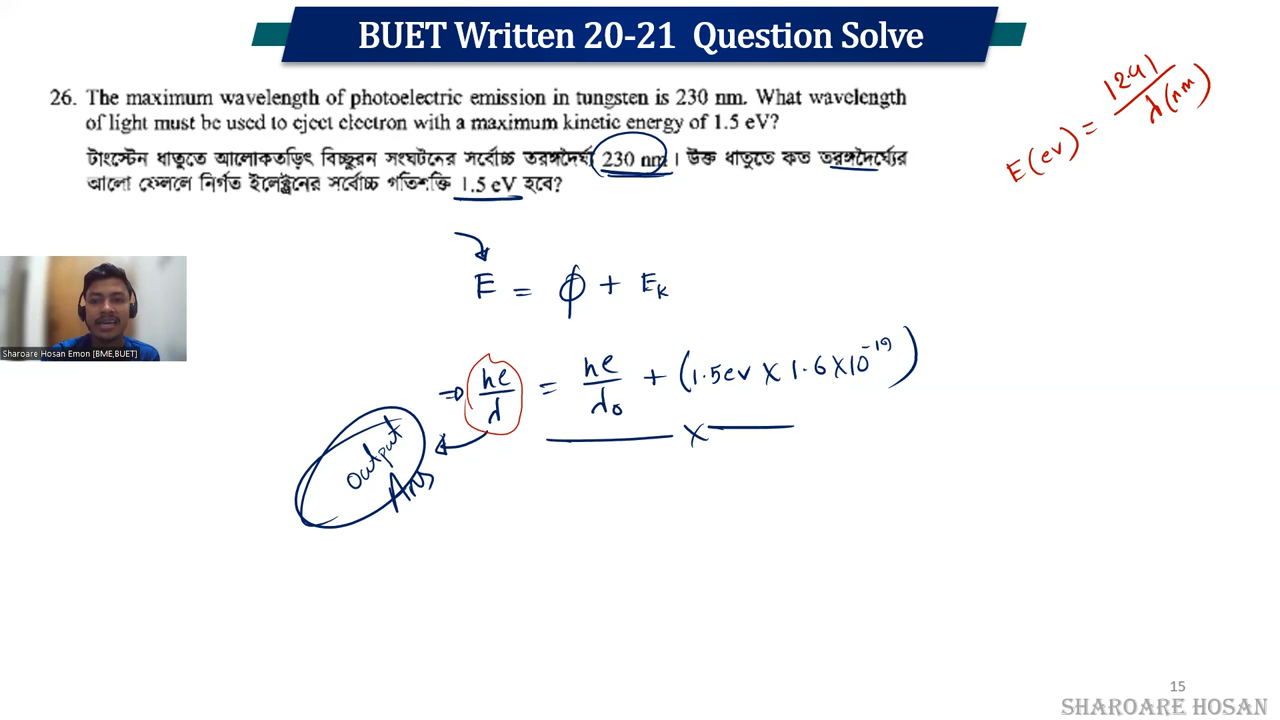 BUET Written 20-21 Question Solve
26. The maximum wavelength of photoelectric emission in tungsten is 230 nm. What wavelength
of light must be used to eject electron with a maximum kinetic energy of 1.5 eV?
টাংস্টেন ধাতুতে আলোকতড়িৎ বিচ্ছুরন সংঘটনের সর্বোচ্চ তরঙ্গদৈর্ঘ্য 230 nm। উক্ত ধাতুতে কত তরঙ্গদৈর্ঘ্যের
আলো ফেললে নির্গত ইলেক্ট্রনের সর্বোচ্চ গতিশক্তি 1.5 eV হবে?
E(ev) = 1241/λ(nm)
E = ϕ + Ek
⇒ hc/λ = hc/λ0 + (1.5ev × 1.6×10^-19)
×
output
Ans
Sharoare Hosan Emon [BME,BUET]
15
SHAROARE HOSAN